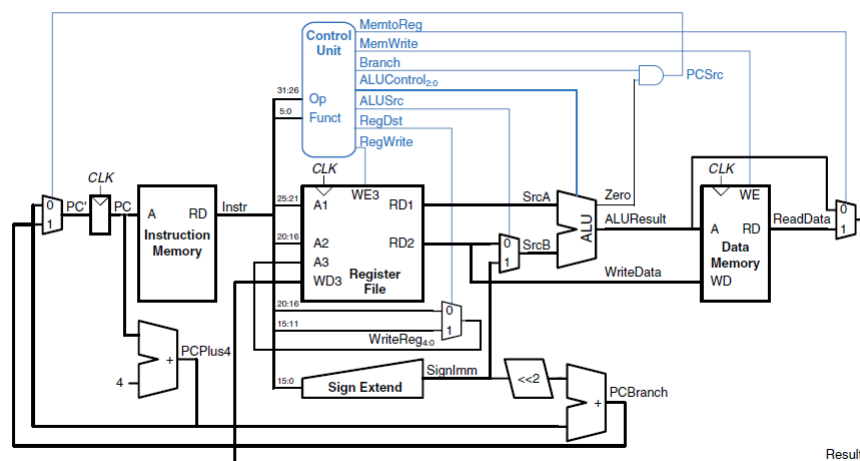 MemtoReg
Control
Unit
MemWrite
Branch
ALUControl2:0
PCSrc
31:26
Op
ALUSrc
5:0
Funct
RegDst
RegWrite
CLK
CLK
CLK
0
1
PC'
PC
A RD
Instruction
Memory
Instr
25:21
A1
WE3
RD1
SrcA
Zero
ALU
ALUResult
WE
A RD
Data
Memory
WD
ReadData
0
1
20:16
A2
RD2
0
1
SrcB
A3
WD3
Register
File
WriteData
20:16
15:11
0
1
WriteReg4:0
PCPlus4
+
4
15:0
Sign Extend
SignImm
<<2
+
PCBranch
Result